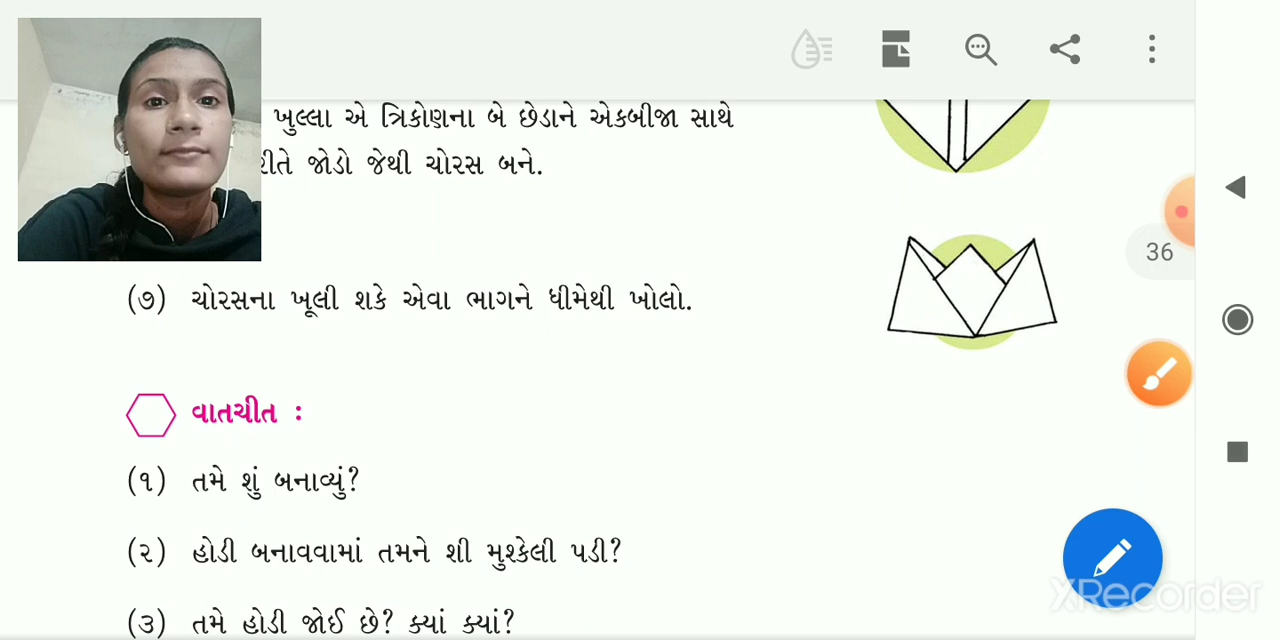 ખુલ્લા એ ત્રિકોણના બે છેડાને એકબીજા સાથે
રીતે જોડો જેથી ચોરસ બને.
36
(૭) ચોરસના ખૂલી શકે એવા ભાગને ધીમેથી ખોલો.
વાતચીત :
(૧) તમે શું બનાવ્યું?
(૨) હોડી બનાવવામાં તમને શી મુશ્કેલી પડી?
(૩) તમે હોડી જોઈ છે? ક્યાં ક્યાં?
XRecorder